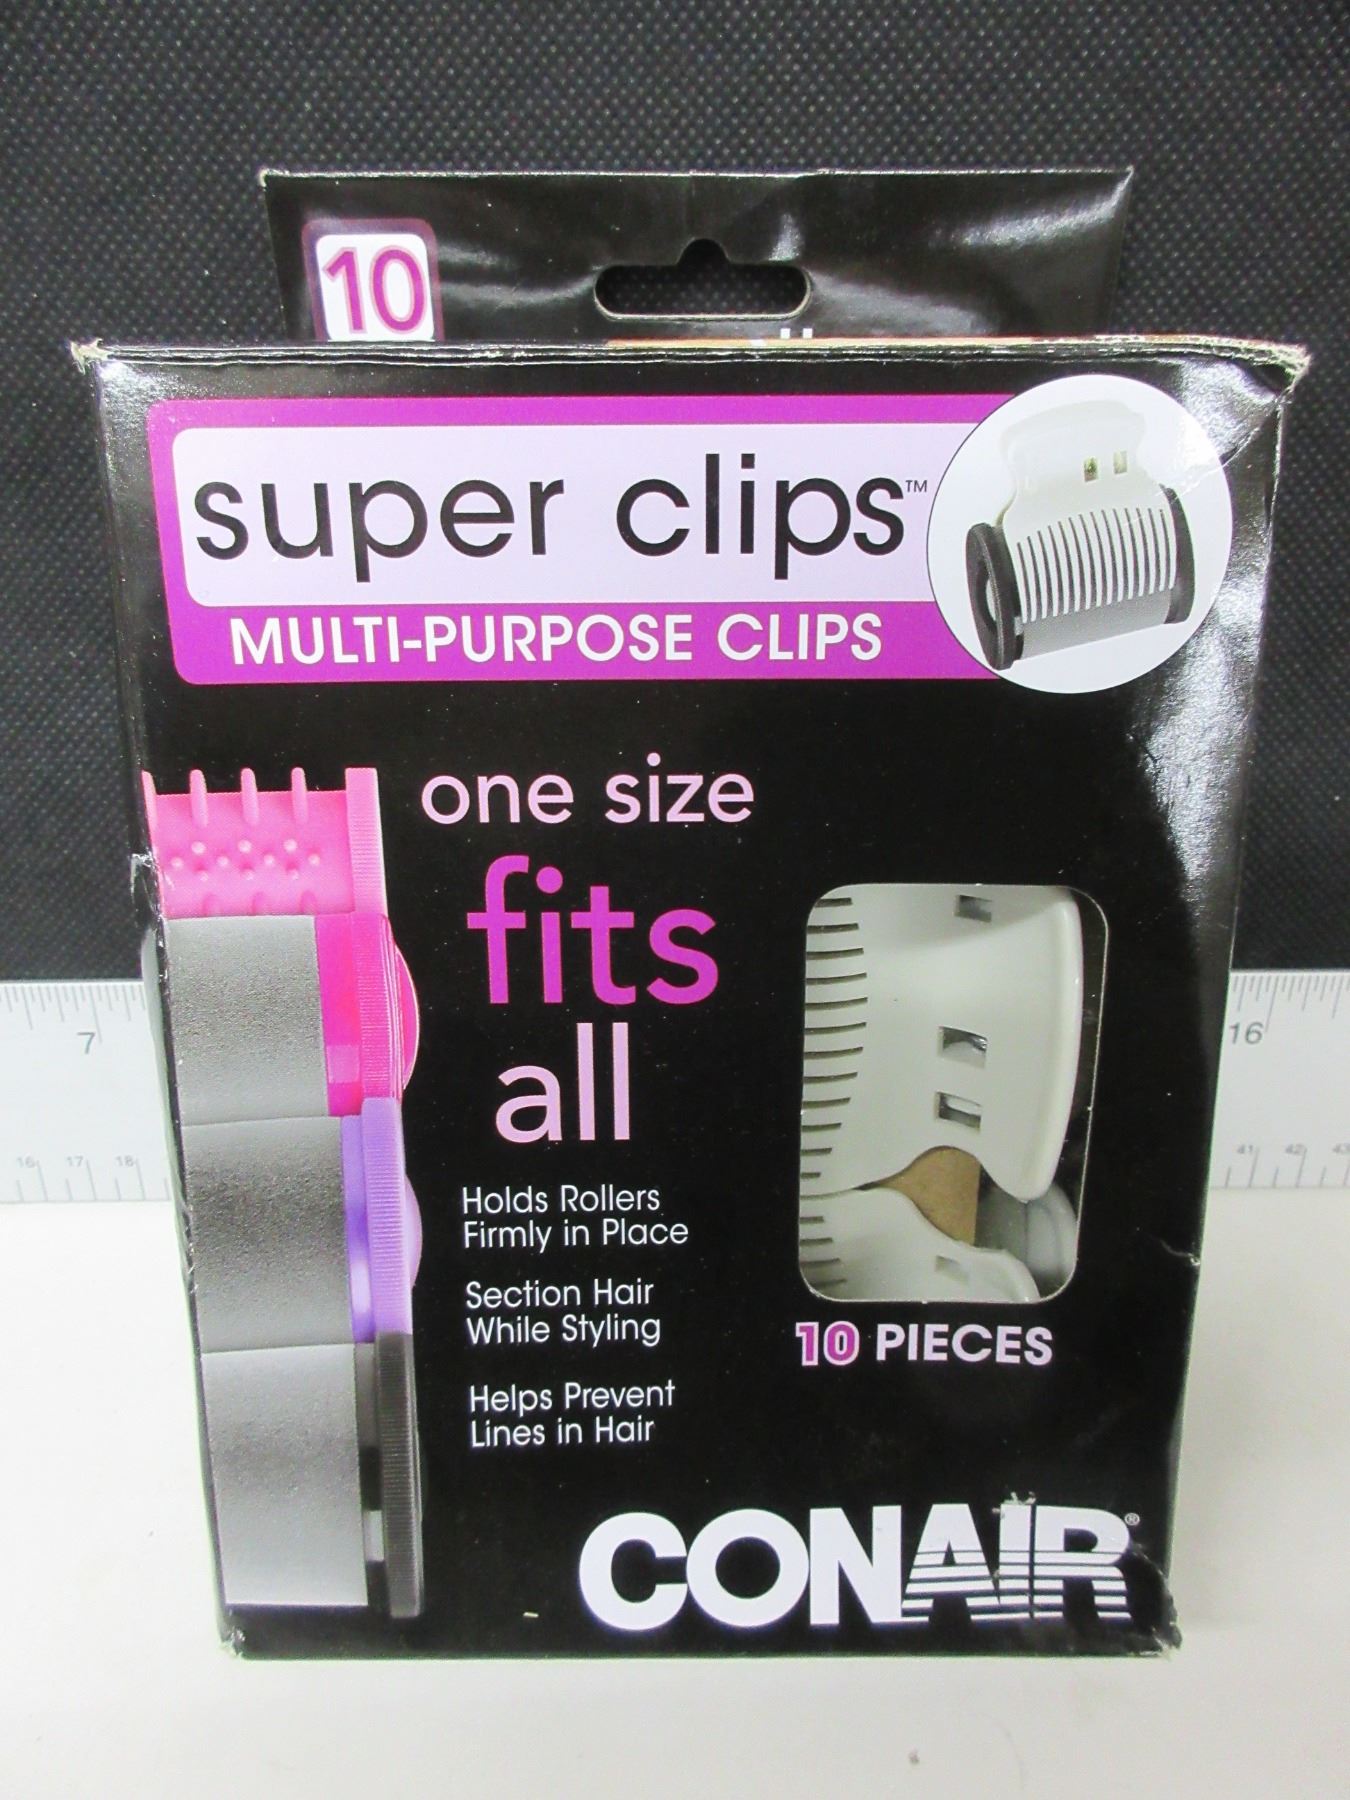 10
super clips™
MULTI-PURPOSE CLIPS
one size
fits
all
Holds Rollers
Firmly in Place
Section Hair
While Styling
Helps Prevent
Lines in Hair
10 PIECES
CONAIR®
7
16
16 17 18
41 42 43